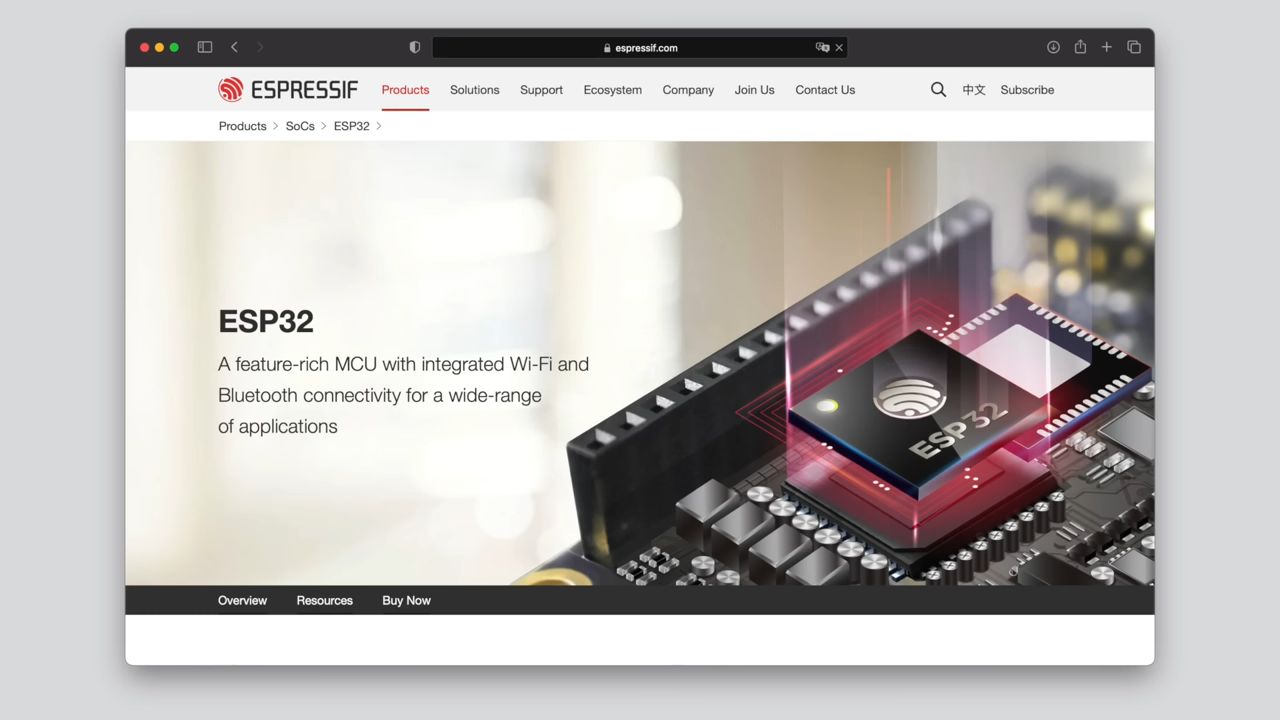 espressif.com
ESPRESSIF Products Solutions Support Ecosystem Company Join Us Contact Us 中文 Subscribe
Products > SoCs > ESP32 >
ESP32
A feature-rich MCU with integrated Wi-Fi and
Bluetooth connectivity for a wide-range
of applications
ESP32
Overview Resources Buy Now